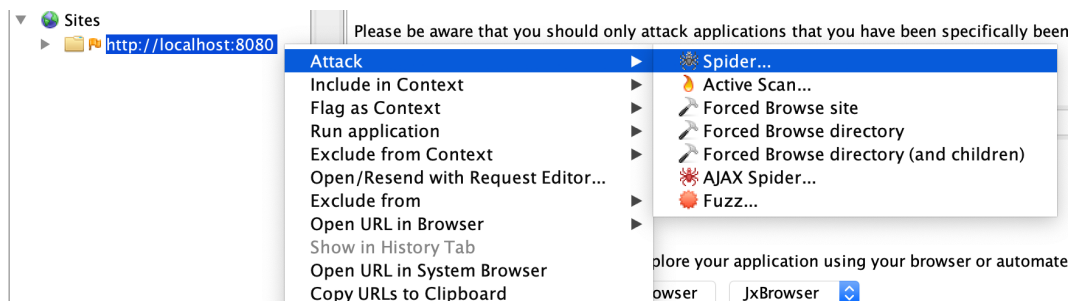 Sites
http://localhost:8080
Please be aware that you should only attack applications that you have been specifically been
Attack
Include in Context
Flag as Context
Run application
Exclude from Context
Open/Resend with Request Editor...
Exclude from
Open URL in Browser
Show in History Tab
Open URL in System Browser
Copy URLs to Clipboard
Spider...
Active Scan...
Forced Browse site
Forced Browse directory
Forced Browse directory (and children)
AJAX Spider...
Fuzz...
plore your application using your browser or automate
owser
JxBrowser